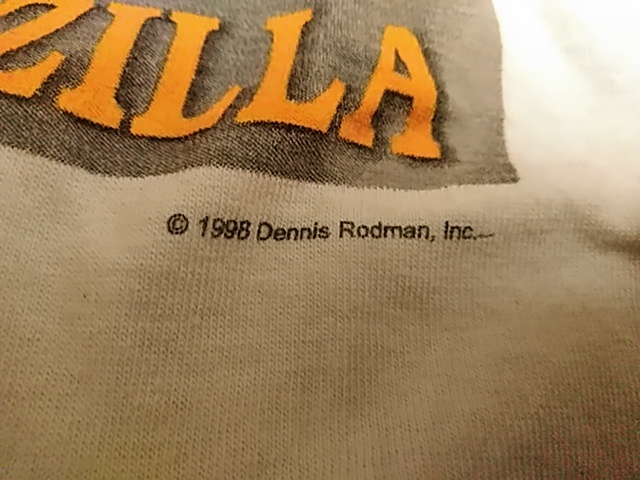 ZILLA
© 1998 Dennis Rodman, Inc.